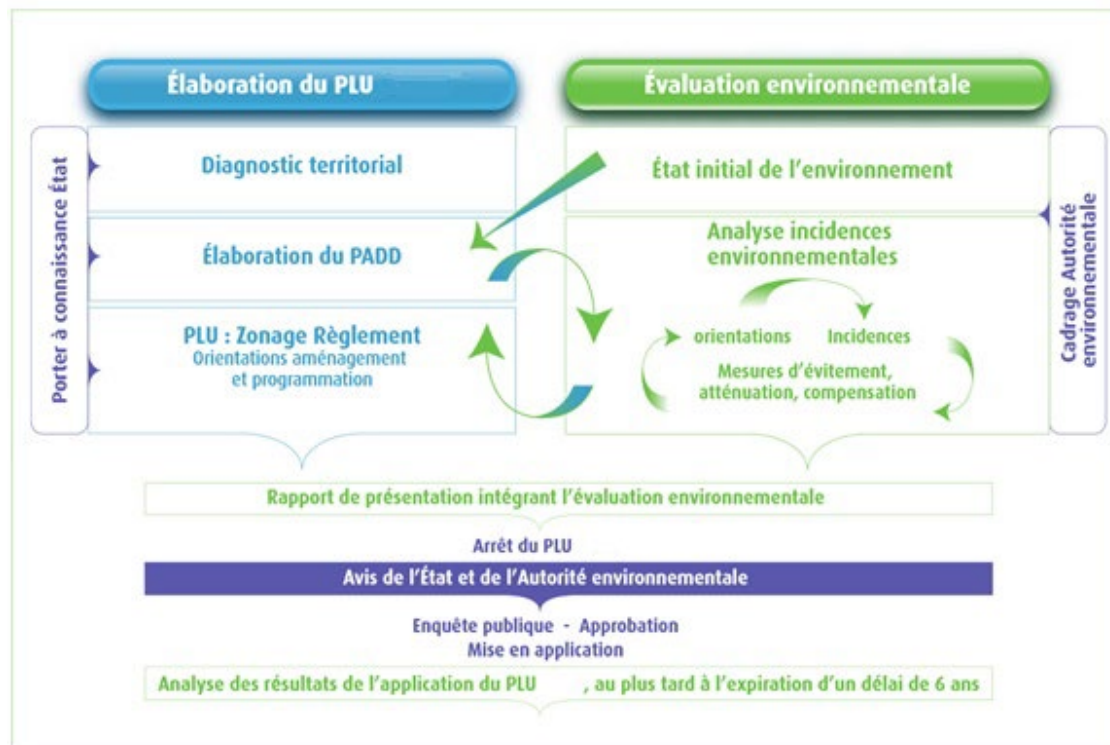 Élaboration du PLU
Évaluation environnementale
Porter à connaissance État
Diagnostic territorial
Élaboration du PADD
PLU : Zonage Règlement
Orientations aménagement
et programmation
État initial de l'environnement
Analyse incidences
environnementales
orientations
Incidences
Mesures d'évitement,
atténuation, compensation
Cadrage Autorité
environnementale
Rapport de présentation intégrant l'évaluation environnementale
Arrêt du PLU
Avis de l'État et de l'Autorité environnementale
Enquête publique - Approbation
Mise en application
Analyse des résultats de l'application du PLU , au plus tard à l'expiration d'un délai de 6 ans